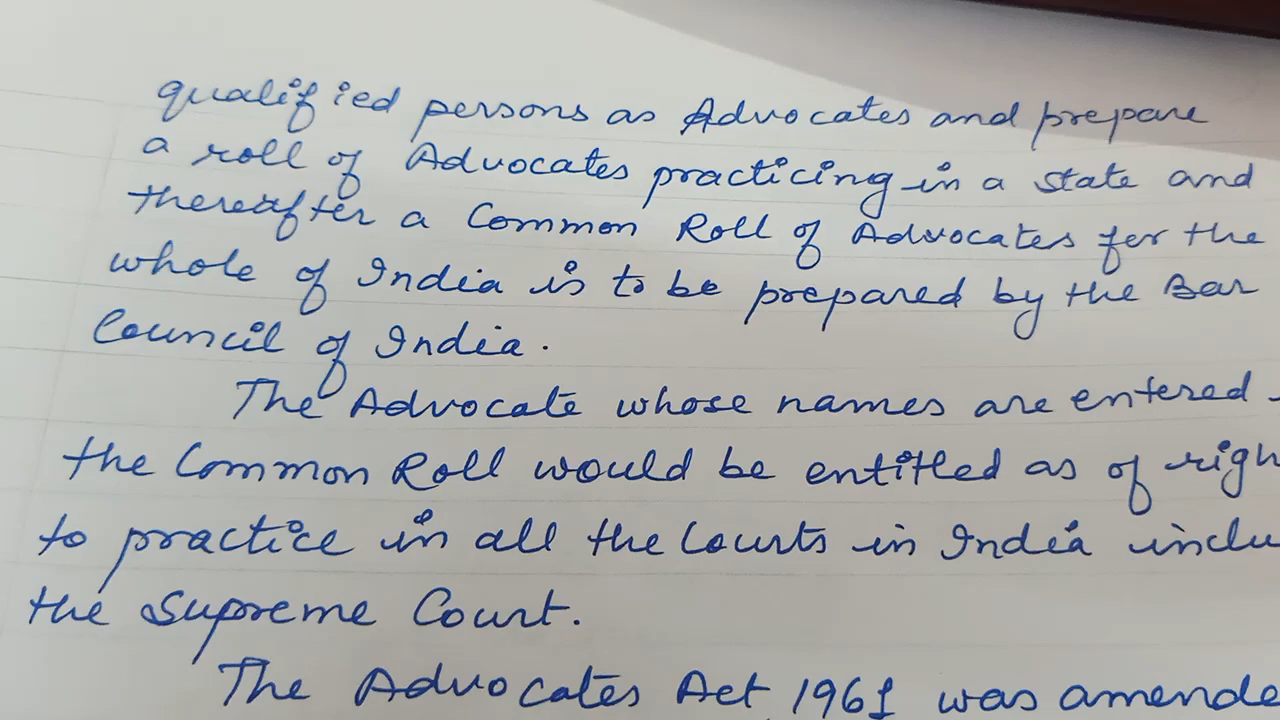 qualified persons as Advocates and prepare
a roll of Advocates practicing in a state and
thereafter a Common Roll of Advocates for the
whole of India is to be prepared by the Bar
Council of India.
The Advocate whose names are entered
the Common Roll would be entitled as of righ
to practice in all the Courts in India inclu
the Supreme Court.
The Advocates Act 1961 was amende